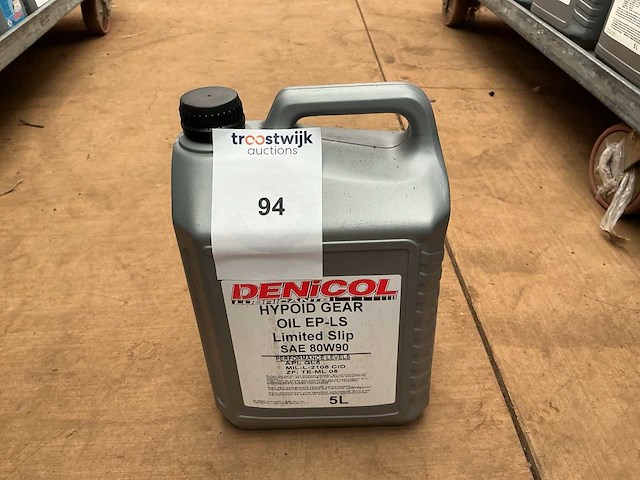 troostwijk
auctions
94
DENiCOL
LUBRIFIANTS
HYPOID GEAR
OIL EP-LS
Limited Slip
SAE 80W90
PERFORMANCE LEVELS
API: GL5
MIL-L-2105 C/D
ZF: TE-ML 05
5L